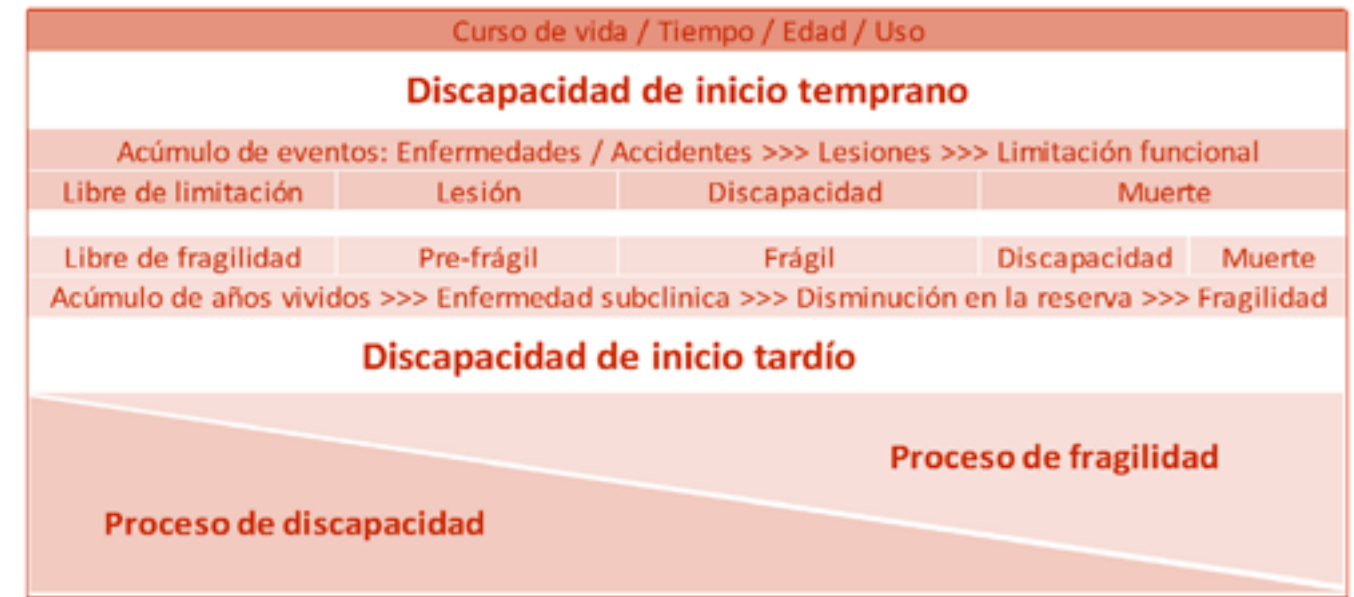 Curso de vida / Tiempo / Edad / Uso
Discapacidad de inicio temprano
Acúmulo de eventos: Enfermedades / Accidentes >>> Lesiones >>> Limitación funcional
Libre de limitación Lesión Discapacidad Muerte
Libre de fragilidad Pre-frágil Frágil Discapacidad Muerte
Acúmulo de años vividos >>> Enfermedad subclinica >>> Disminución en la reserva >>> Fragilidad
Discapacidad de inicio tardío
Proceso de fragilidad
Proceso de discapacidad